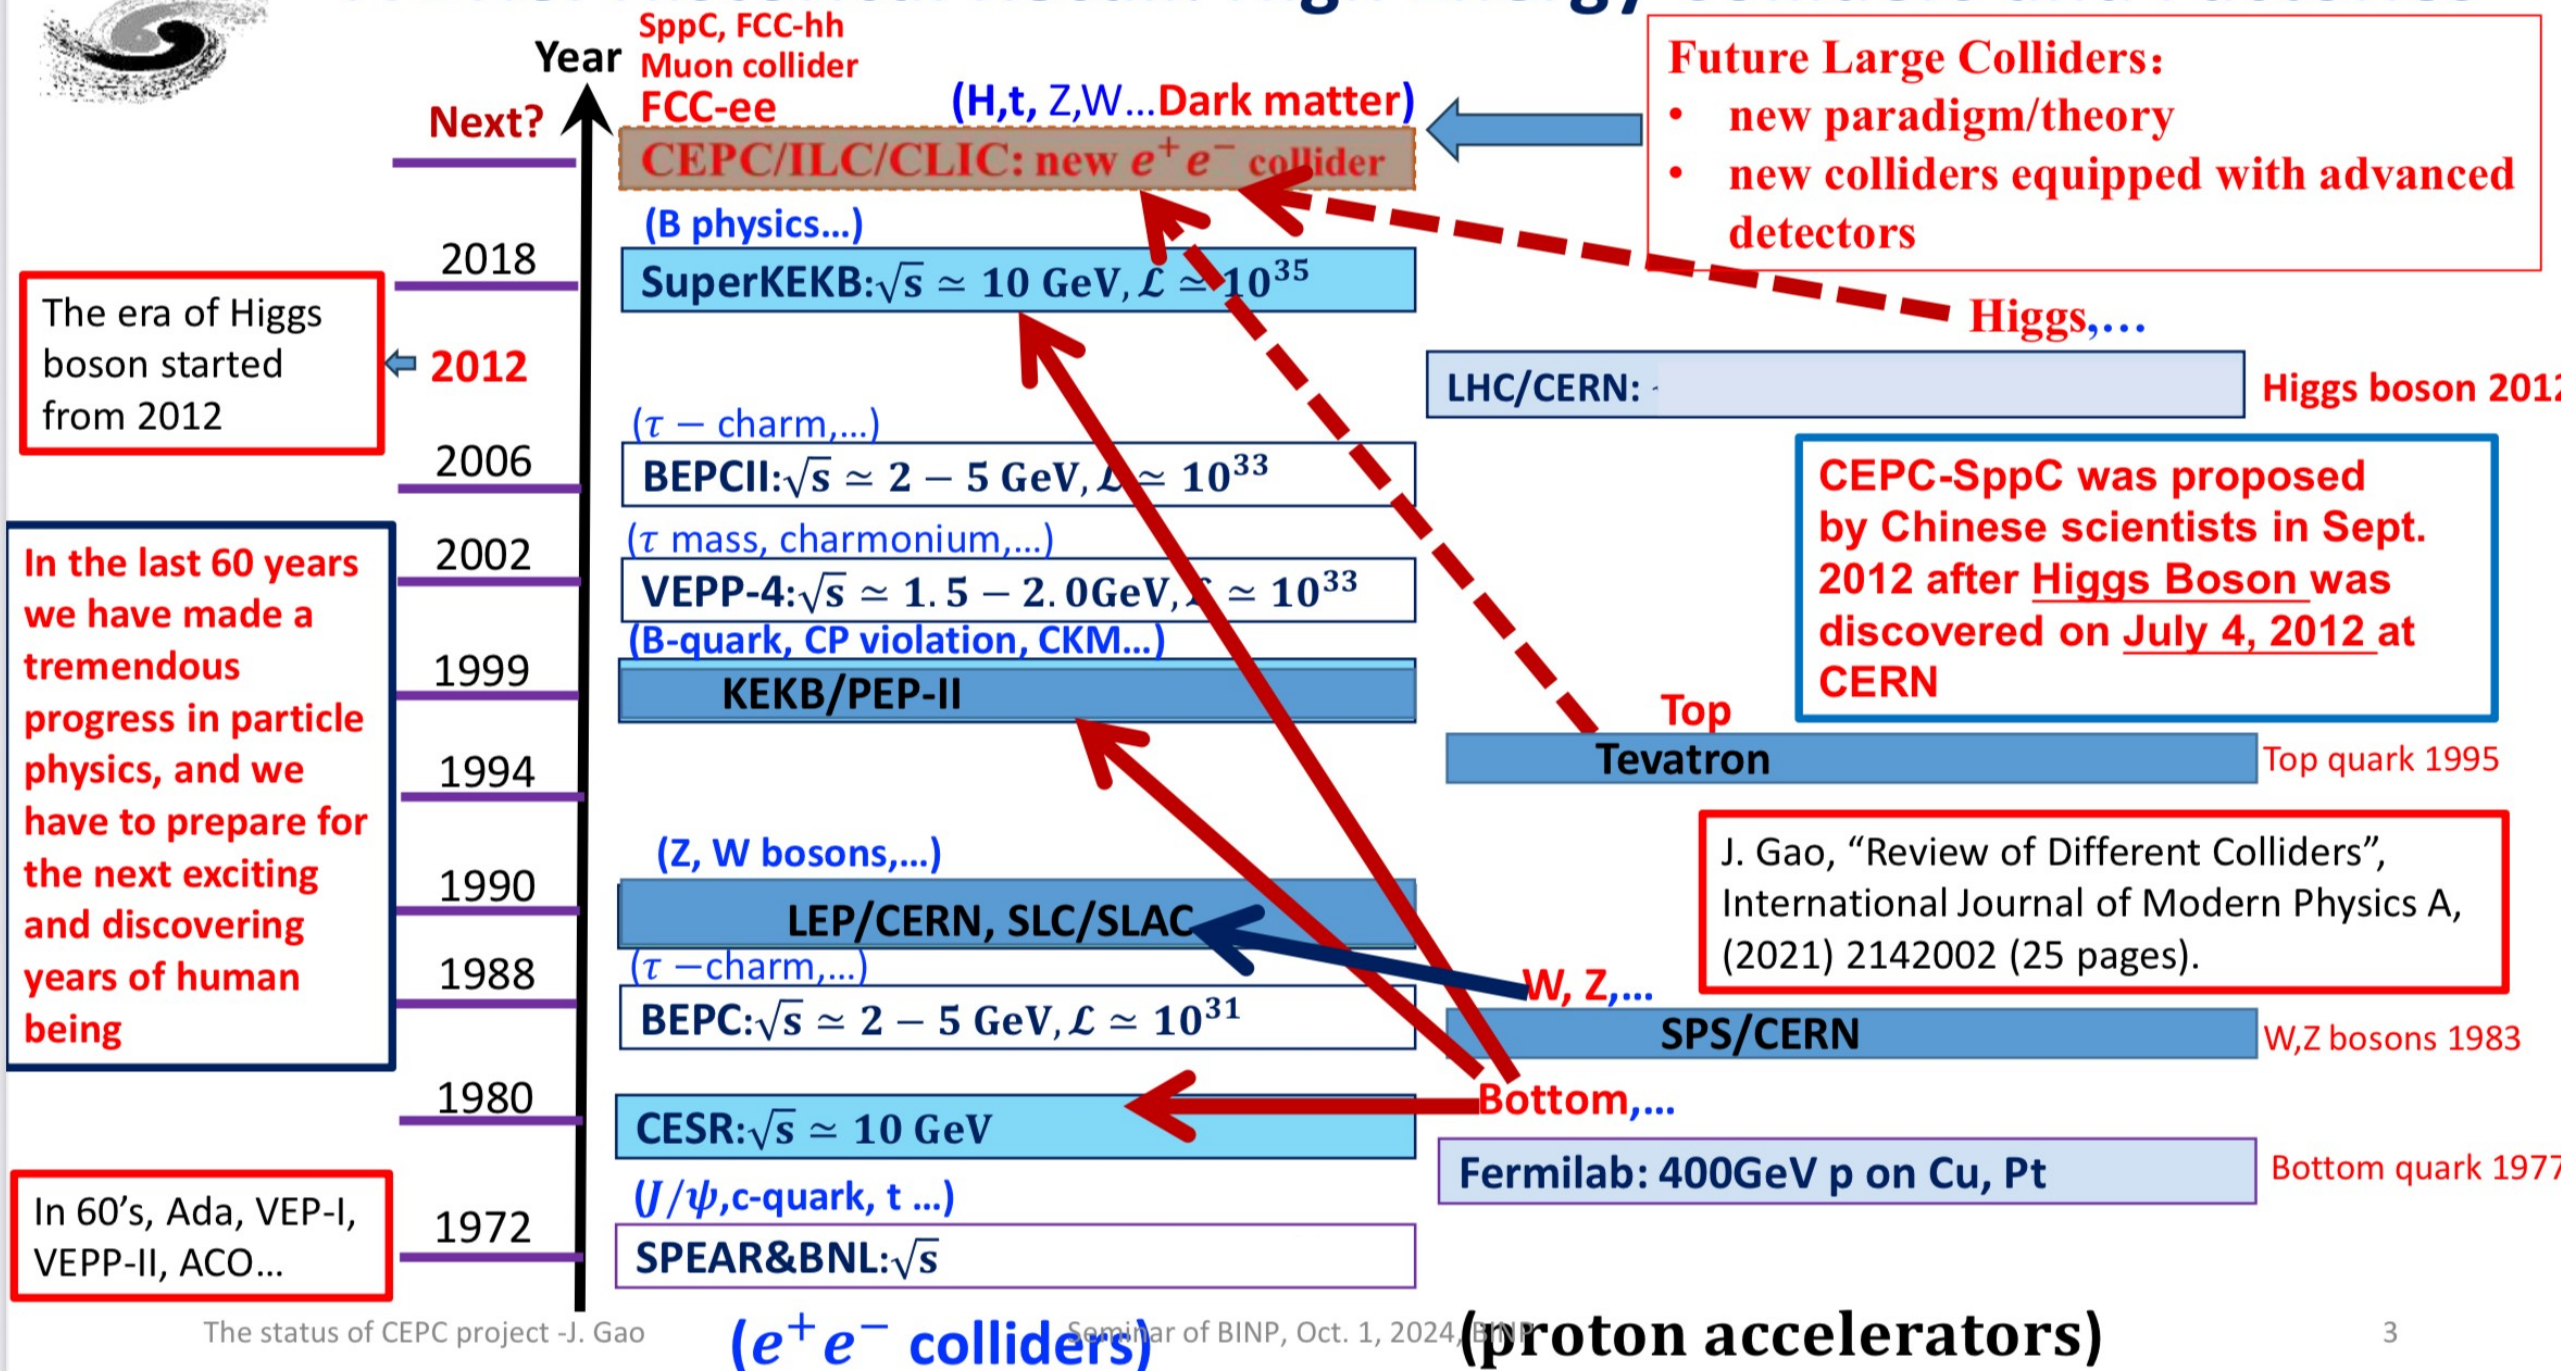 Year
SppC, FCC-hh
Muon collider
FCC-ee
(H,t, Z,W...Dark matter)
Next?
CEPC/ILC/CLIC: new e⁺e⁻ collider
Future Large Colliders:
• new paradigm/theory
• new colliders equipped with advanced
detectors
(B physics...)
2018
SuperKEKB:√s ≃ 10 GeV, ℒ ≃ 10³⁵
Higgs,...
The era of Higgs
boson started
from 2012
2012
LHC/CERN:
Higgs boson 2012
(τ − charm,...)
2006
BEPCII:√s ≃ 2 − 5 GeV, ℒ ≃ 10³³
CEPC-SppC was proposed
by Chinese scientists in Sept.
2012 after Higgs Boson was
discovered on July 4, 2012 at
CERN
(τ mass, charmonium,...)
2002
VEPP-4:√s ≃ 1.5 − 2.0GeV, ℒ ≃ 10³³
In the last 60 years
we have made a
tremendous
progress in particle
physics, and we
have to prepare for
the next exciting
and discovering
years of human
being
(B-quark, CP violation, CKM...)
1999
KEKB/PEP-II
Top
1994
Tevatron
Top quark 1995
(Z, W bosons,...)
1990
LEP/CERN, SLC/SLAC
J. Gao, “Review of Different Colliders”,
International Journal of Modern Physics A,
(2021) 2142002 (25 pages).
(τ −charm,...)
1988
BEPC:√s ≃ 2 − 5 GeV, ℒ ≃ 10³¹
W, Z,...
SPS/CERN
W,Z bosons 1983
1980
CESR:√s ≃ 10 GeV
Bottom,...
Fermilab: 400GeV p on Cu, Pt
Bottom quark 1977
(J/ψ,c-quark, t ...)
In 60’s, Ada, VEP-I,
VEPP-II, ACO...
1972
SPEAR&BNL:√s
(e⁺e⁻ colliders)
(proton accelerators)
The status of CEPC project -J. Gao
Seminar of BINP, Oct. 1, 2024, BINP
3